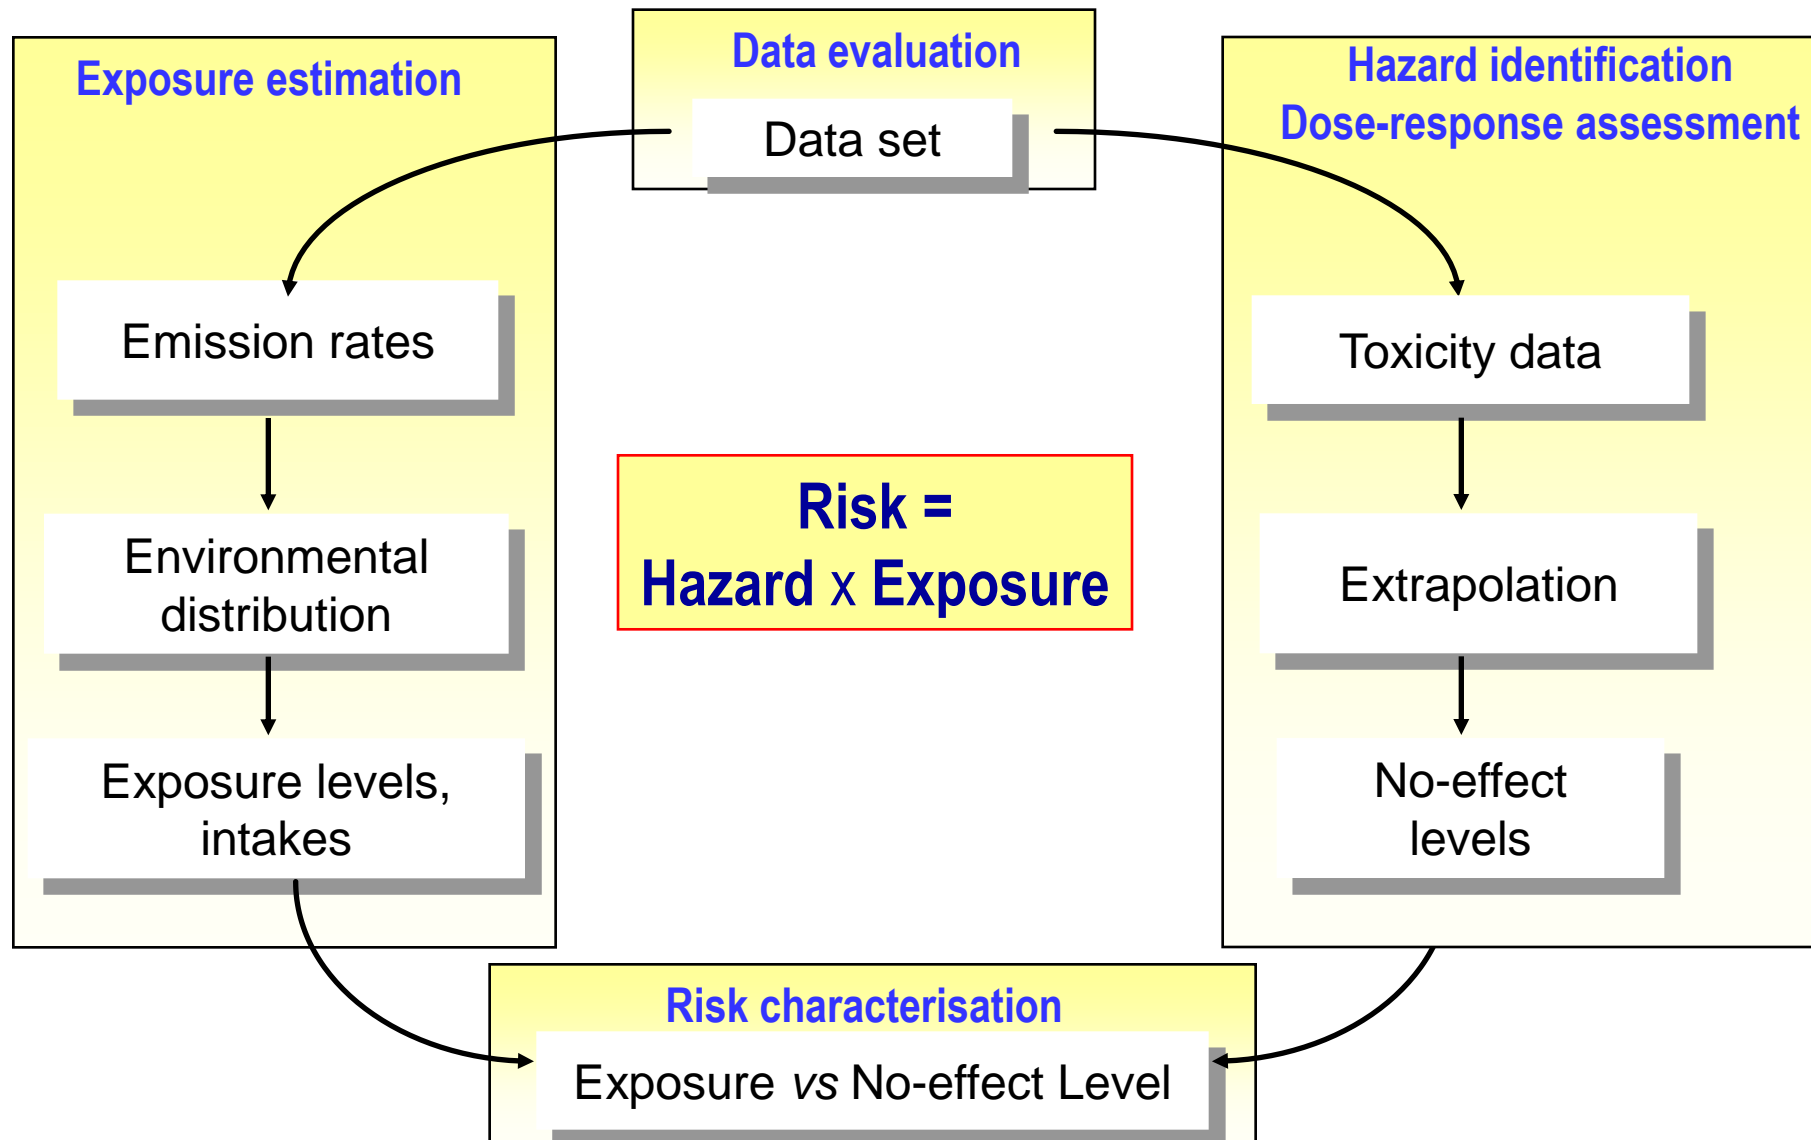 Data evaluation
Data set
Exposure estimation
Emission rates
Environmental
distribution
Exposure levels,
intakes
Hazard identification
Dose-response assessment
Toxicity data
Extrapolation
No-effect
levels
Risk =
Hazard x Exposure
Risk characterisation
Exposure vs No-effect Level